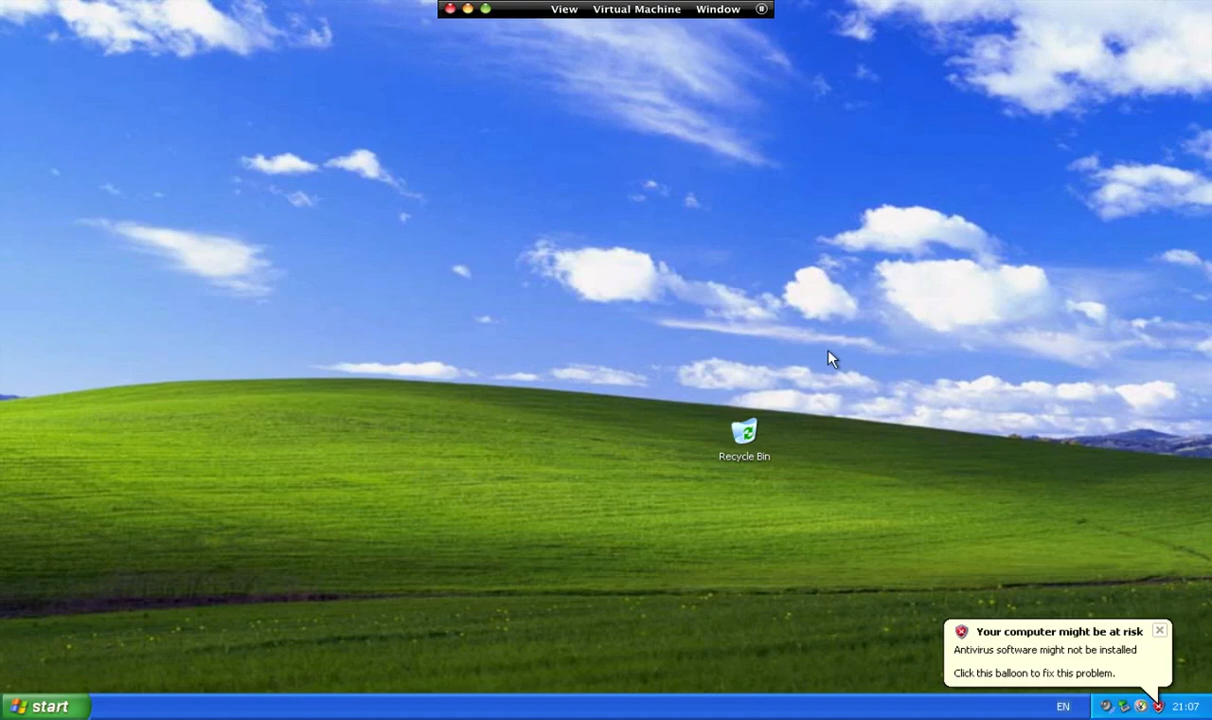 View Virtual Machine Window
Recycle Bin
Your computer might be at risk
Antivirus software might not be installed
Click this balloon to fix this problem.
start
EN
21:07